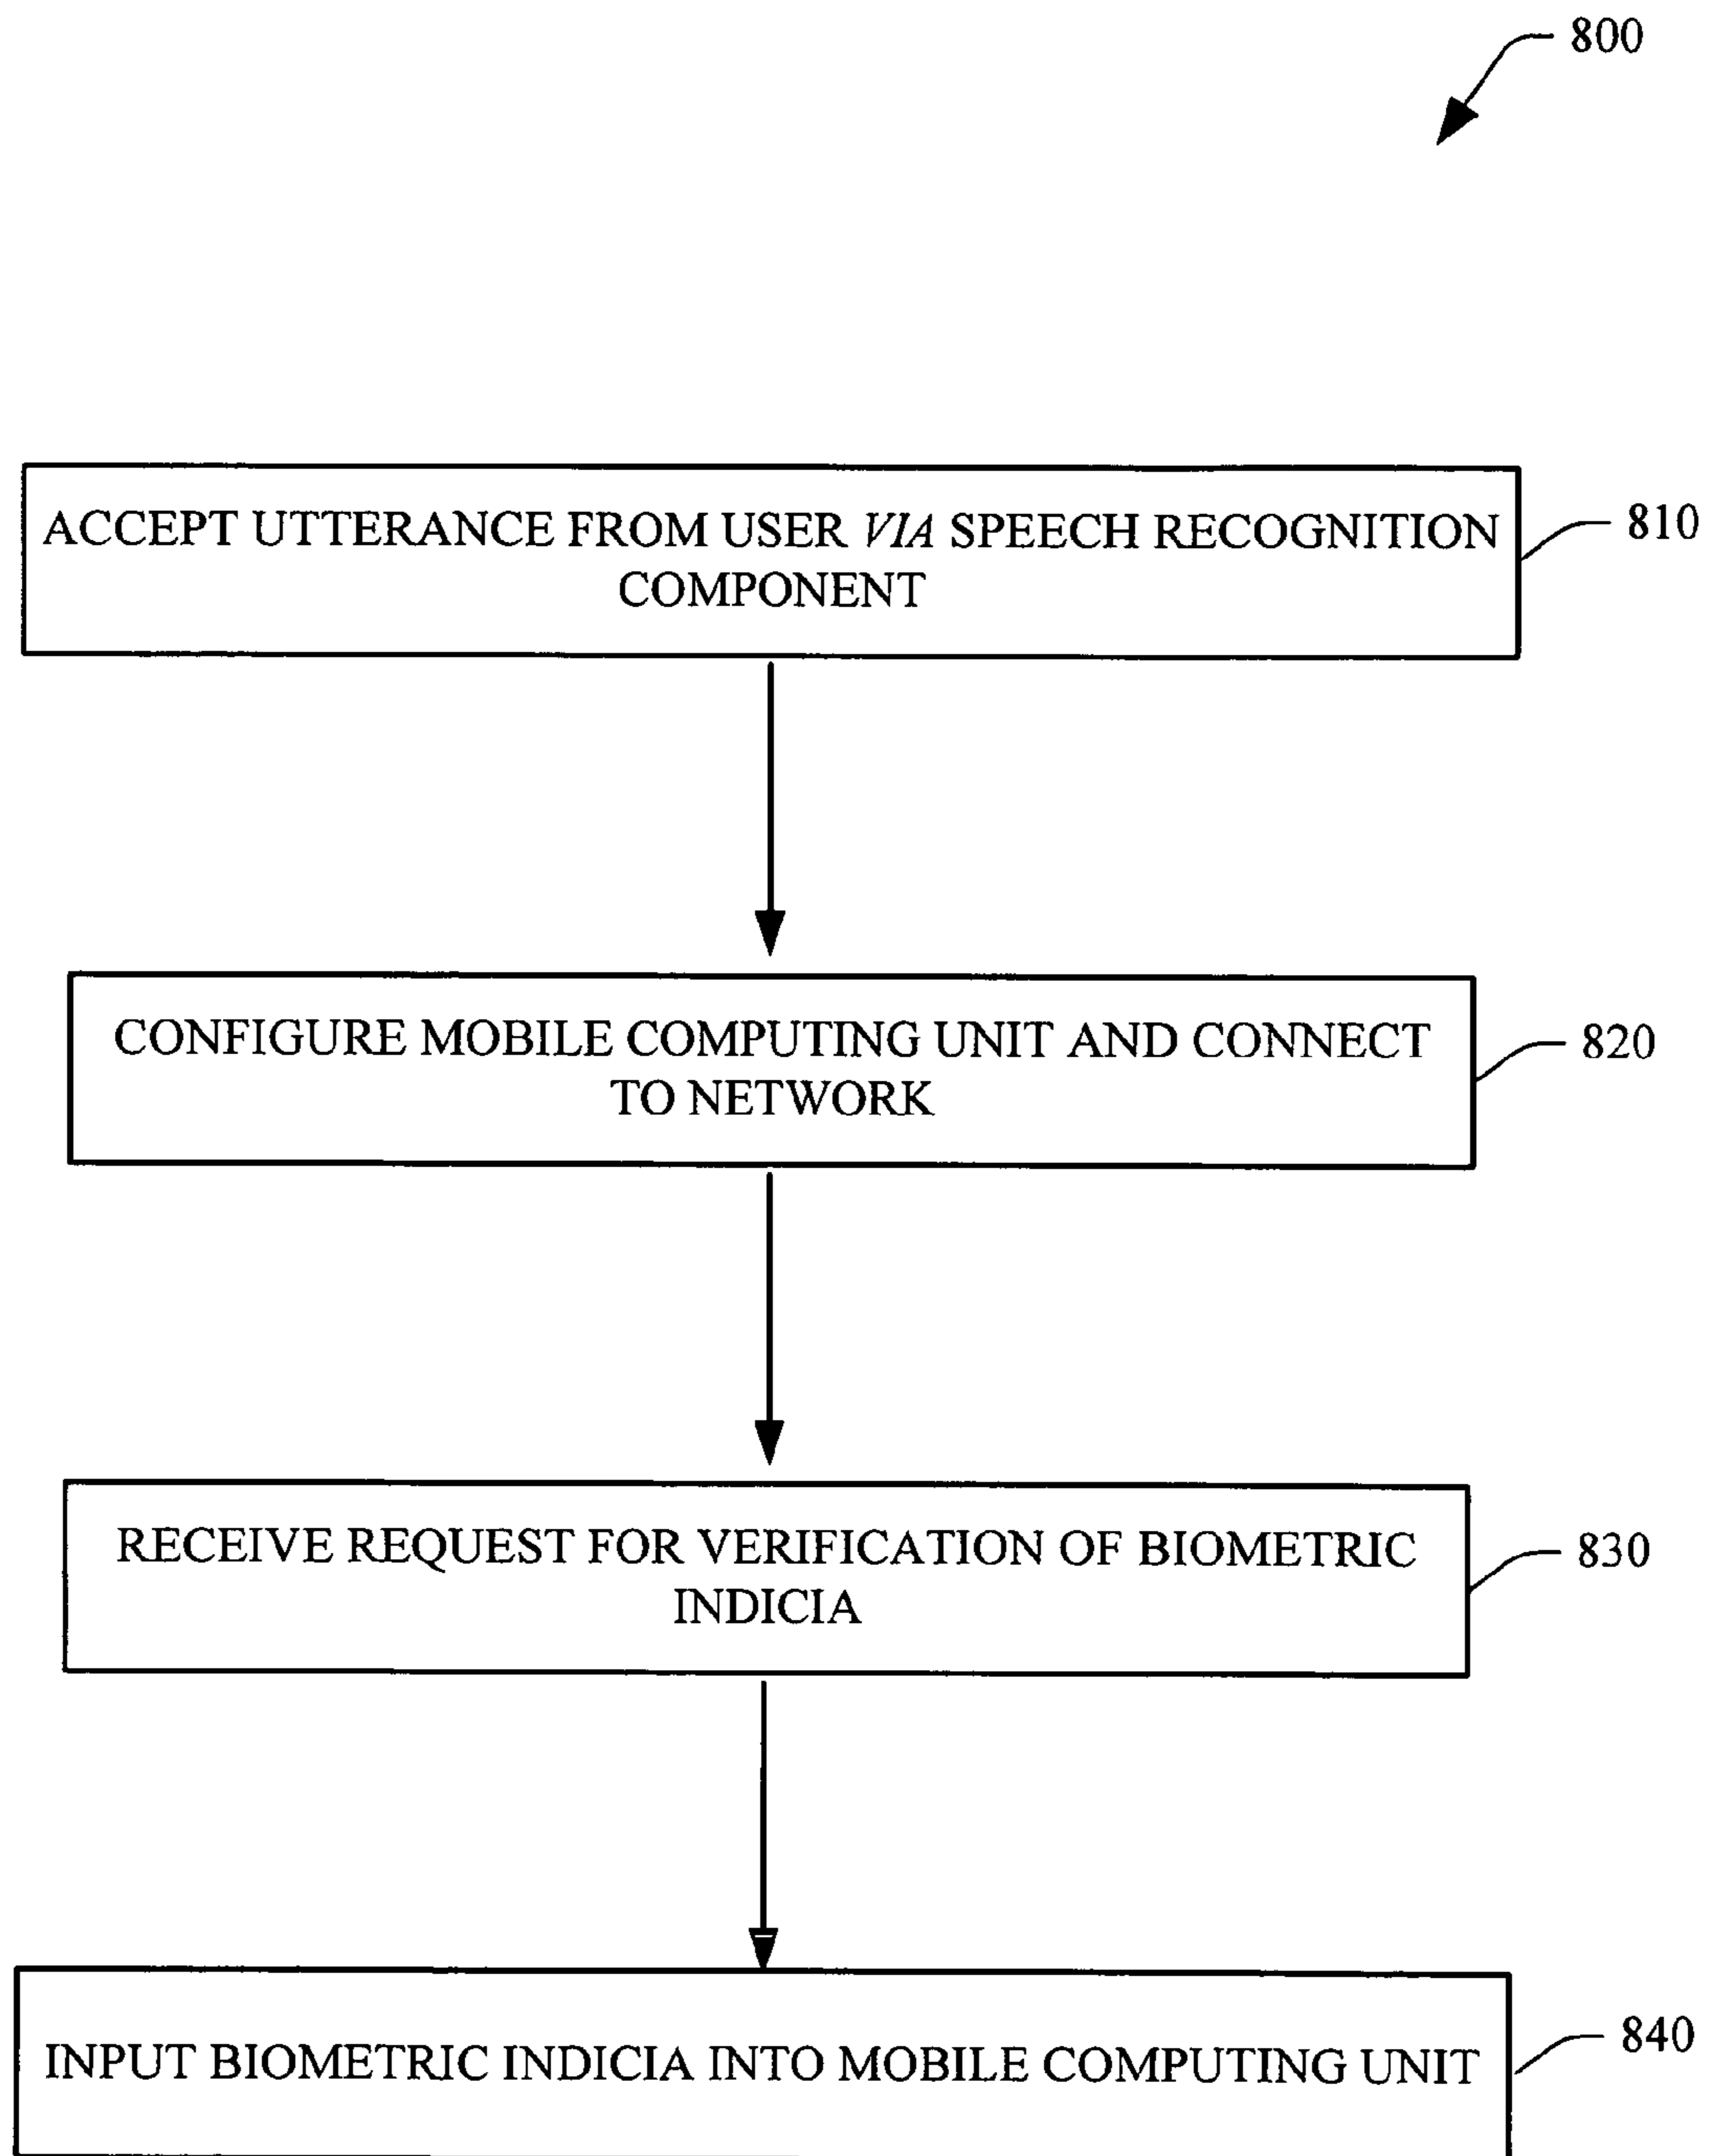 800
ACCEPT UTTERANCE FROM USER VIA SPEECH RECOGNITION
COMPONENT
810
CONFIGURE MOBILE COMPUTING UNIT AND CONNECT
TO NETWORK
820
RECEIVE REQUEST FOR VERIFICATION OF BIOMETRIC
INDICIA
830
INPUT BIOMETRIC INDICIA INTO MOBILE COMPUTING UNIT
840